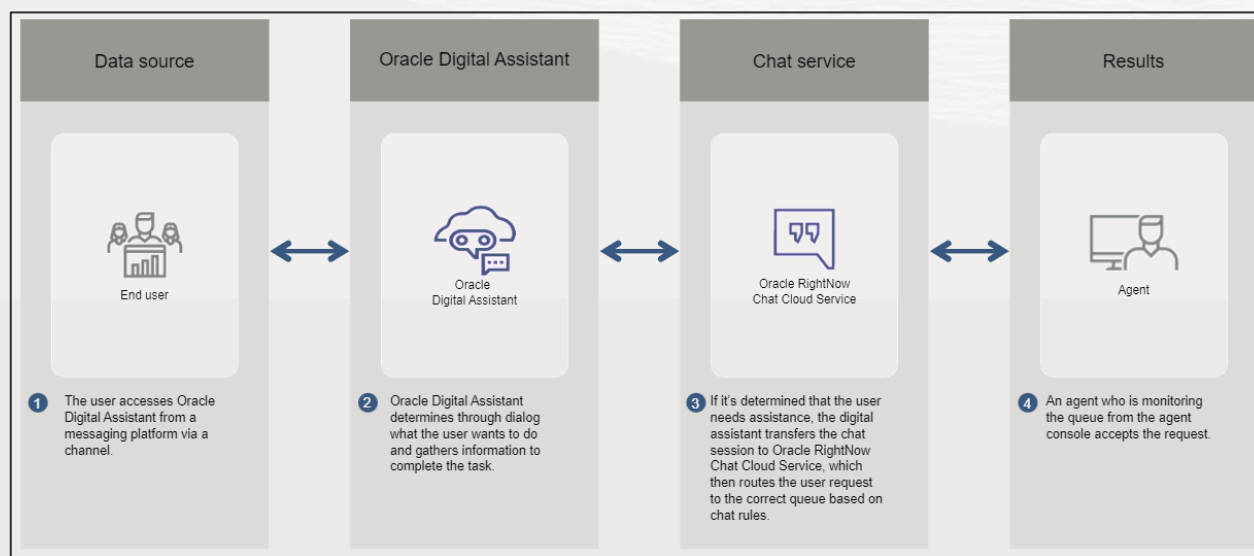 Data source
End user
1
The user accesses Oracle
Digital Assistant from a
messaging platform via a
channel.
Oracle Digital Assistant
Oracle
Digital Assistant
2
Oracle Digital Assistant
determines through dialog
what the user wants to do
and gathers information to
complete the task.
Chat service
Oracle RightNow
Chat Cloud Service
3
If it's determined that the user
needs assistance, the digital
assistant transfers the chat
session to Oracle RightNow
Chat Cloud Service, which
then routes the user request
to the correct queue based on
chat rules.
Results
Agent
4
An agent who is monitoring
the queue from the agent
console accepts the request.